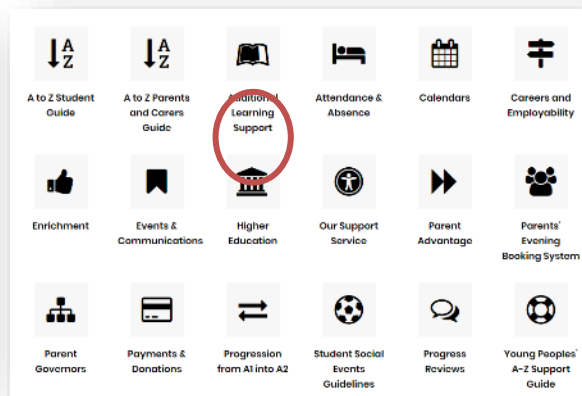 A to Z Student
Guide
A to Z Parents
and Carers
Guide
Additional
Learning
Support
Attendance &
Absence
Calendars
Careers and
Employability
Enrichment
Events &
Communications
Higher
Education
Our Support
Service
Parent
Advantage
Parents'
Evening
Booking System
Parent
Governors
Payments &
Donations
Progression
from A1 into A2
Student Social
Events
Guidelines
Progress
Reviews
Young Peoples'
A-Z Support
Guide